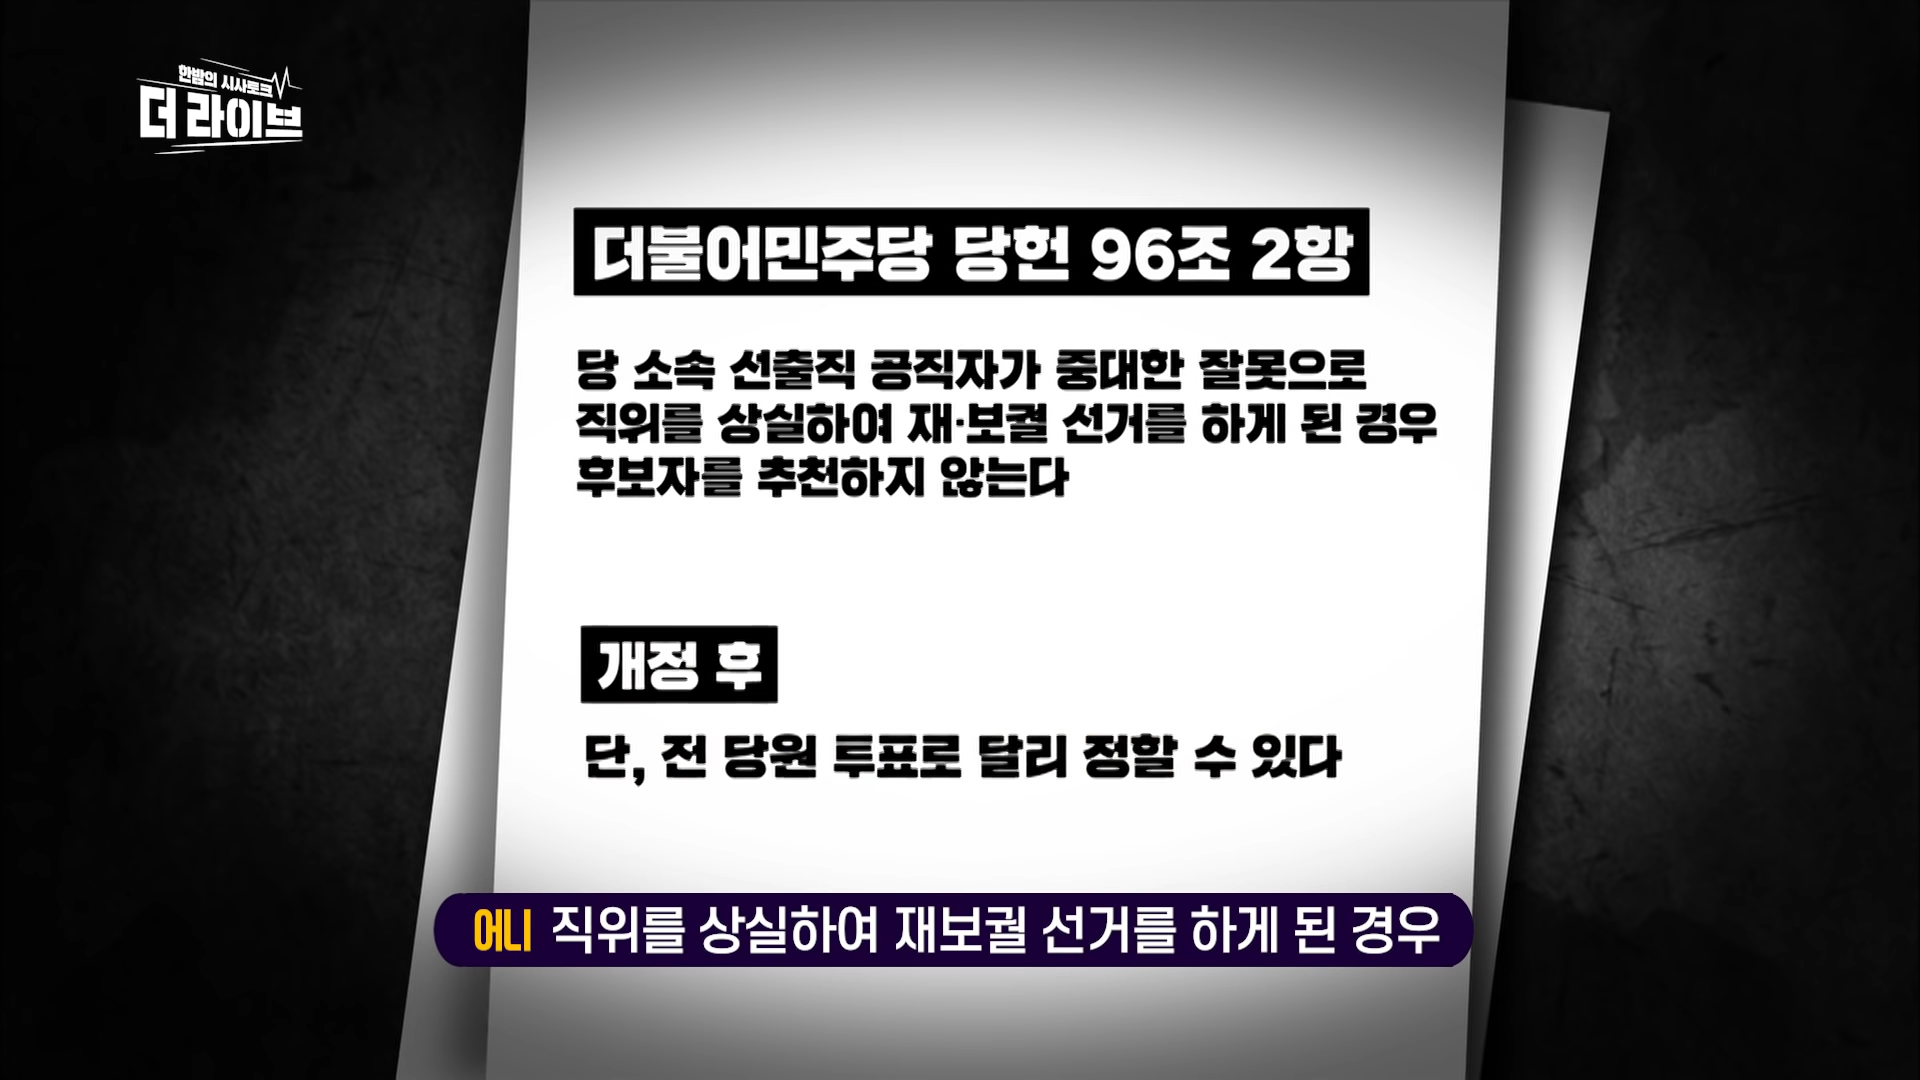 한밤의 시사토크
더 라이브
더불어민주당 당헌 96조 2항
당 소속 선출직 공직자가 중대한 잘못으로
직위를 상실하여 재·보궐 선거를 하게 된 경우
후보자를 추천하지 않는다
개정 후
단, 전 당원 투표로 달리 정할 수 있다
어니 직위를 상실하여 재보궐 선거를 하게 된 경우